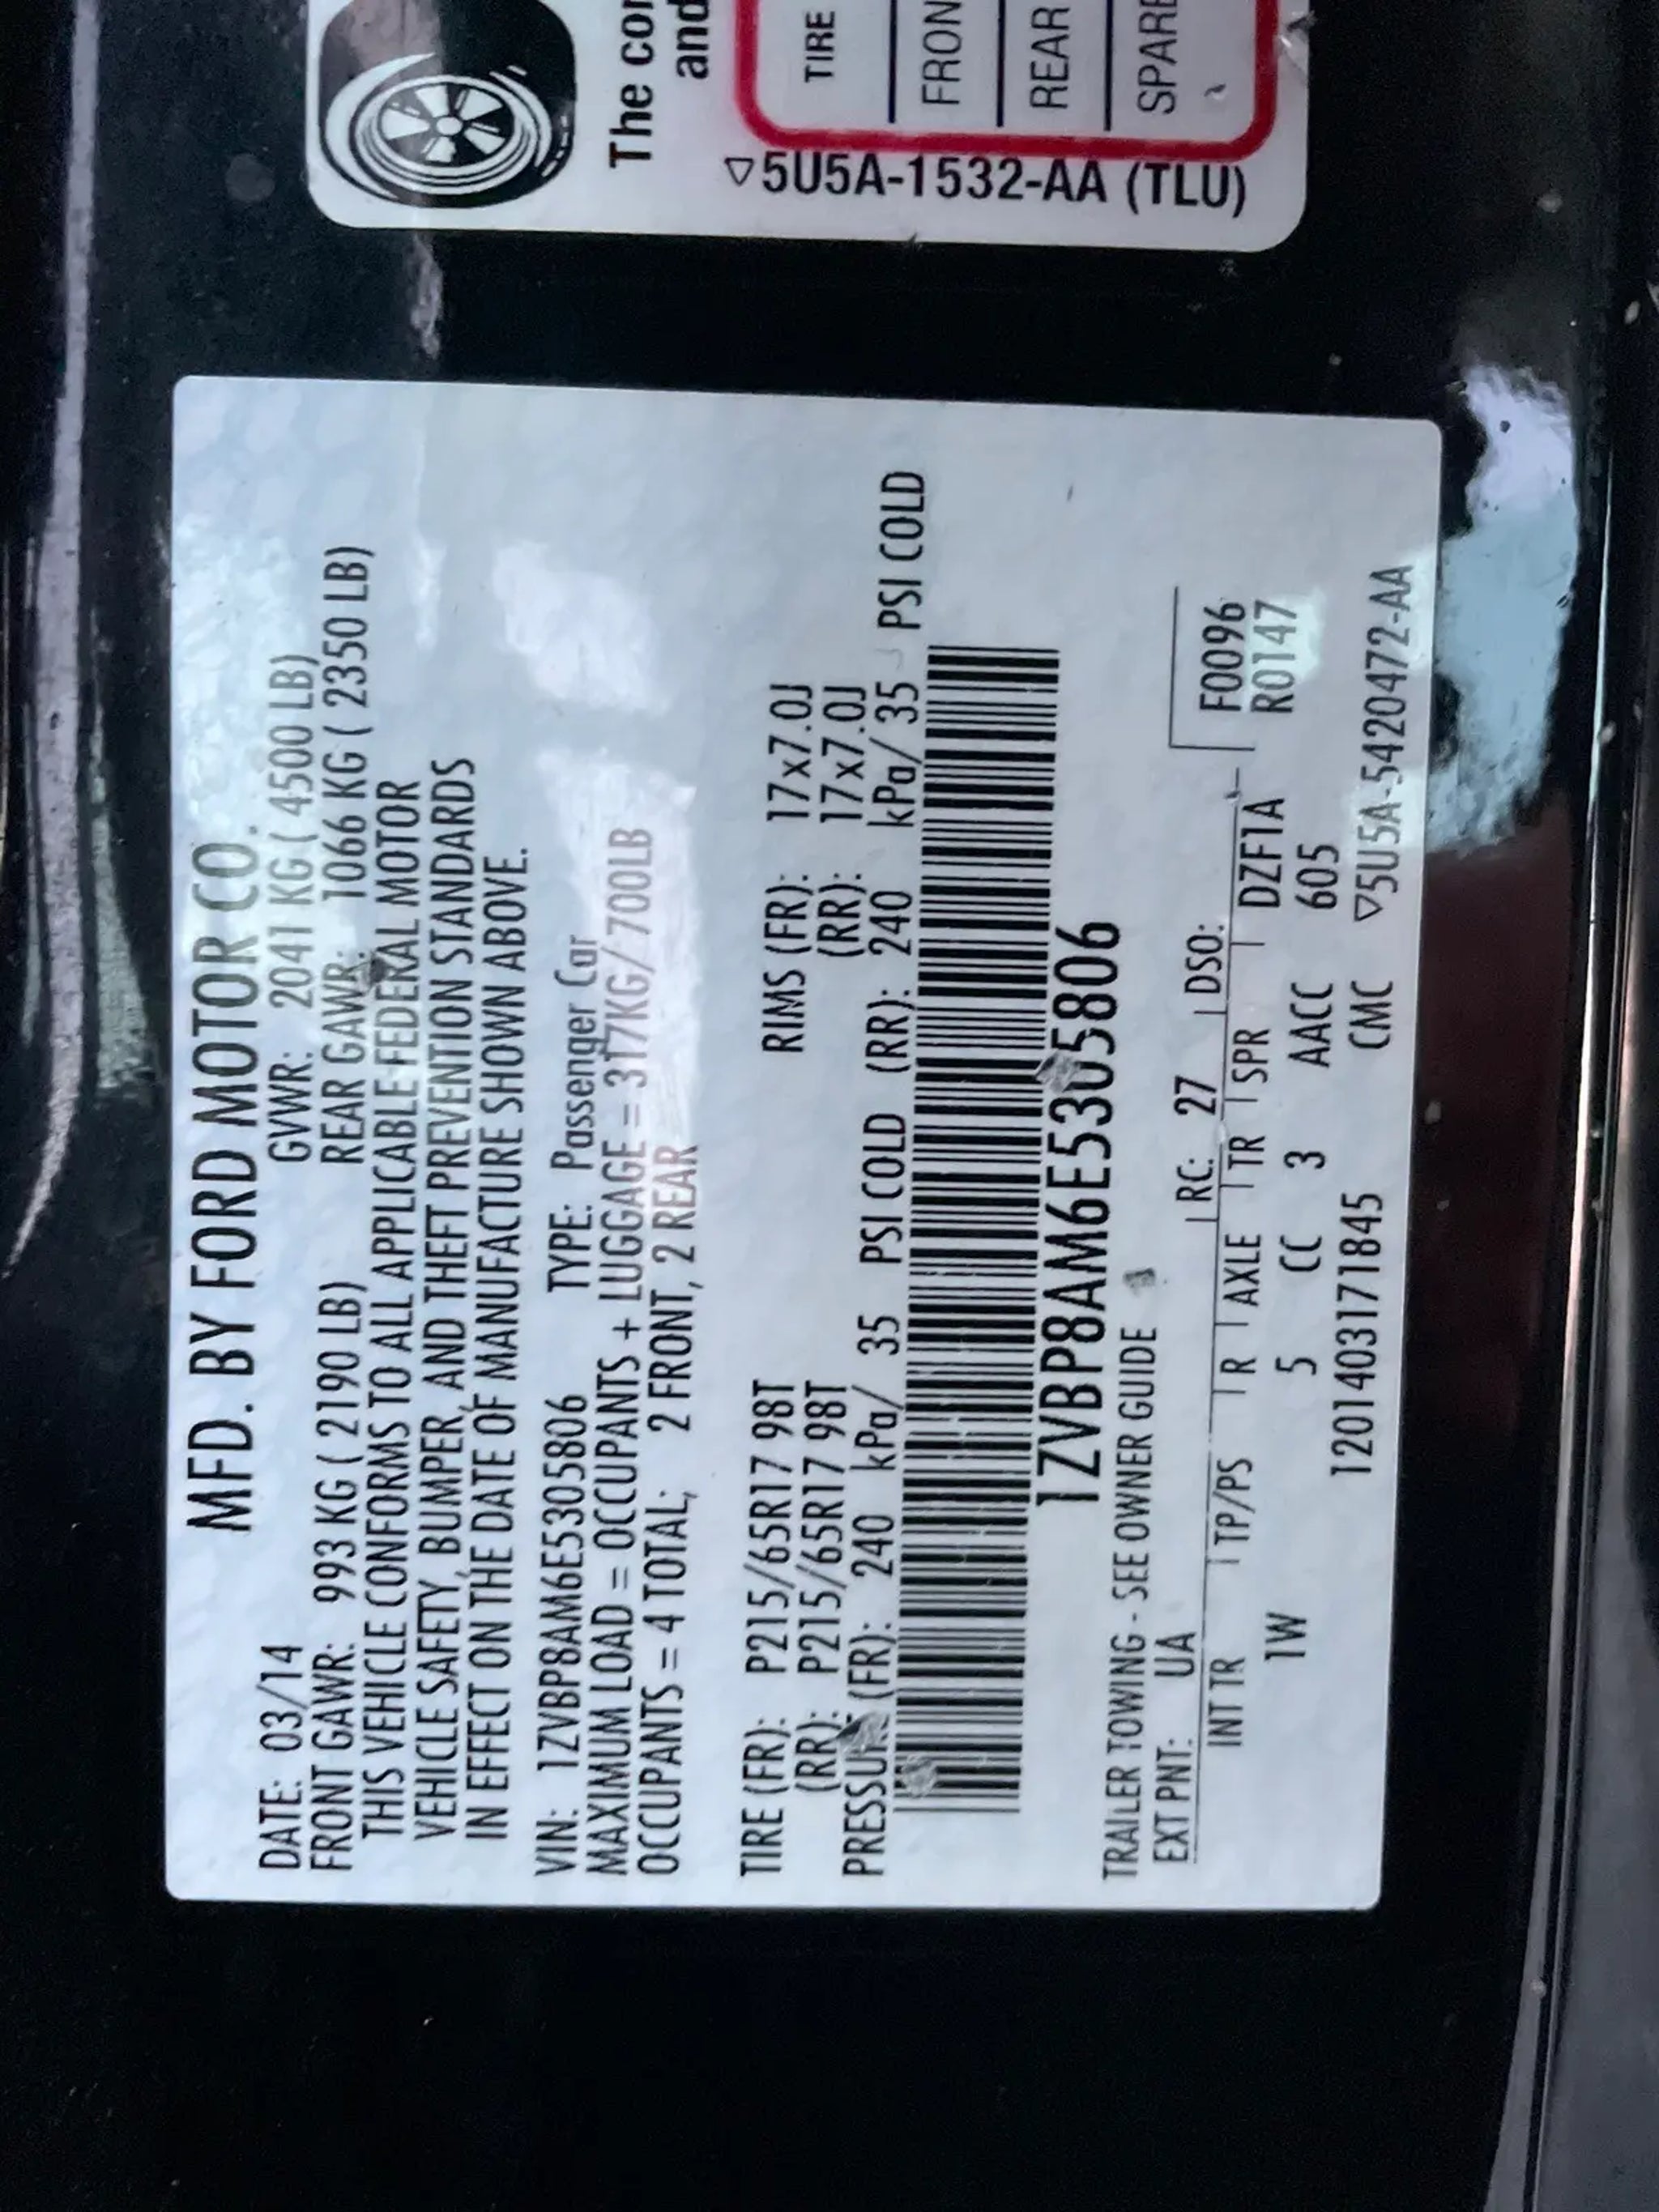 MFD. BY FORD MOTOR CO.
DATE: 03/14 GVWR: 2041 KG ( 4500 LB)
FRONT GAWR: 993 KG ( 2190 LB) REAR GAWR: 1066 KG ( 2350 LB)
THIS VEHICLE CONFORMS TO ALL APPLICABLE FEDERAL MOTOR
VEHICLE SAFETY, BUMPER, AND THEFT PREVENTION STANDARDS
IN EFFECT ON THE DATE OF MANUFACTURE SHOWN ABOVE.
VIN: 1ZVBP8AM6E5305806 TYPE: Passenger Car
MAXIMUM LOAD = OCCUPANTS + LUGGAGE = 317KG/700LB
OCCUPANTS = 4 TOTAL; 2 FRONT, 2 REAR
TIRE (FR): P215/65R17 98T RIMS (FR): 17x7.0J
(RR): P215/65R17 98T (RR): 17x7.0J
PRESSURE (FR): 240 kPa/ 35 PSI COLD (RR): 240 kPa/ 35 PSI COLD
1ZVBP8AM6E5305806
TRAILER TOWING - SEE OWNER GUIDE
EXT PNT: UA RC: 27 DSO:
INT TR TP/PS R AXLE TR SPR F0096
1W 5 CC 3 AACC DZF1A R0147
605
120140317171845 CMC ▽5U5A-5420472-AA
The con
and
TIRE
FRON
REAR
SPARE
▽5U5A-1532-AA (TLU)